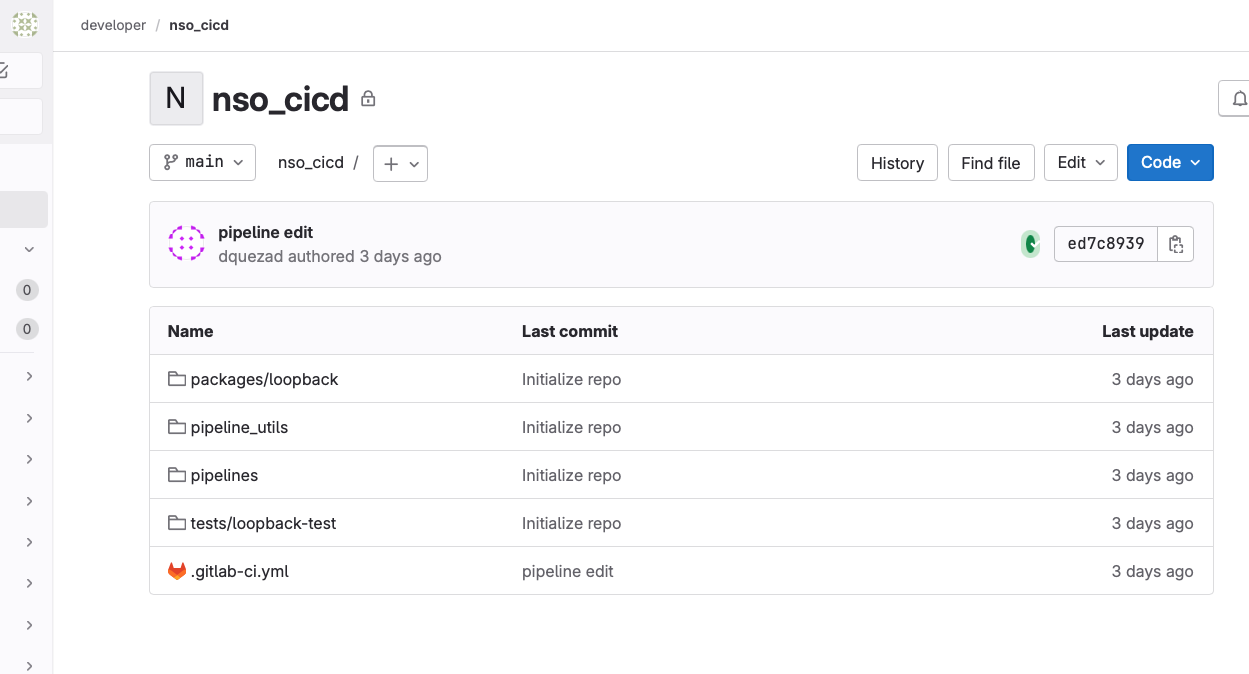 developer / nso_cicd
N nso_cicd
main nso_cicd / + History Find file Edit Code
pipeline edit
dquezad authored 3 days ago
ed7c8939
0
0
Name Last commit Last update
packages/loopback Initialize repo 3 days ago
pipeline_utils Initialize repo 3 days ago
pipelines Initialize repo 3 days ago
tests/loopback-test Initialize repo 3 days ago
.gitlab-ci.yml pipeline edit 3 days ago